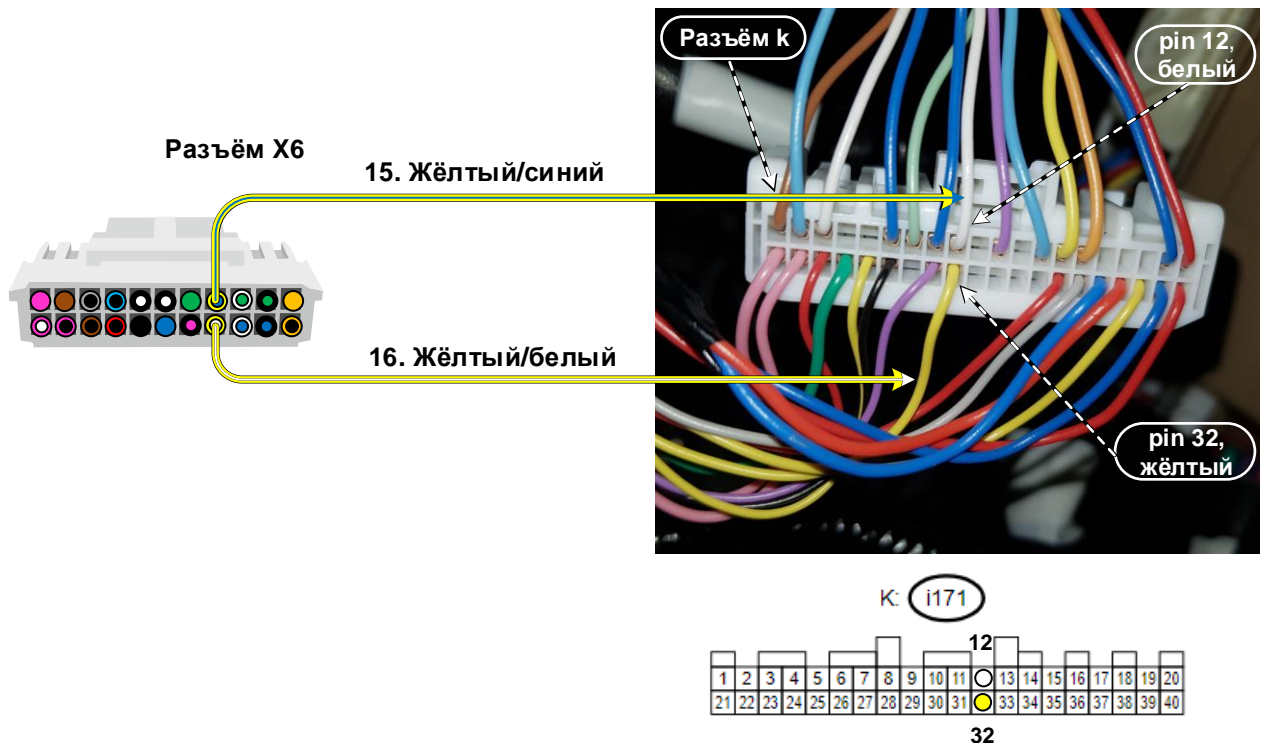 Разъём k
pin 12,
белый
Разъём X6
15. Жёлтый/синий
16. Жёлтый/белый
pin 32,
жёлтый
K: i171
12
1 2 3 4 5 6 7 8 9 10 11 13 14 15 16 17 18 19 20
21 22 23 24 25 26 27 28 29 30 31 33 34 35 36 37 38 39 40
32